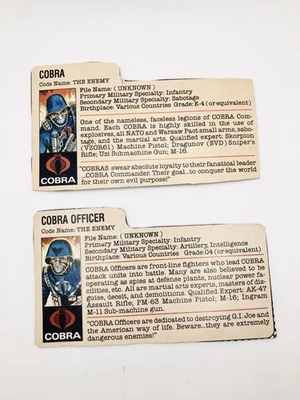 COBRA
Code Name: THE ENEMY
File Name: (UNKNOWN)
Primary Military Specialty: Infantry
Secondary Military Specialty: Sabotage
Birthplace: Various Countries Grade: E-4 (or equivalent)
One of the nameless, faceless legions of COBRA Com-
mand. Each COBRA is highly skilled in the use of
explosives, all NATO and Warsaw Pact small arms, sabo-
tage, and the martial arts. Qualified expert: Skorpion
(VZOR61) Machine Pistol; Dragunov (SVD) Sniper's
Rifle; Uzi Submachine Gun; M-16.
"COBRAS swear absolute loyalty to their fanatical leader
...COBRA Commander. Their goal...to conquer the world
for their own evil purpose!"
COBRA
COBRA OFFICER
Code Name: THE ENEMY
File Name: (UNKNOWN)
Primary Military Specialty: Infantry
Secondary Military Specialty: Artillery, Intelligence
Birthplace: Various Countries Grade: O4 (or equivalent)
COBRA Officers are front-line fighters who lead COBRA
attack units into battle. Many are also believed to be
operating as spies at defense plants, nuclear power fa-
cilities, etc. All are martial arts experts, masters of dis-
guise, deceit, and demolitions. Qualified Expert: AK-47
Assault Rifle; PM-63 Machine Pistol; M-16; Ingram
M-11 Sub-machine gun.
"COBRA Officers are dedicated to destroying G.I. Joe and
the American way of life. Beware...they are extremely
dangerous enemies!"
COBRA